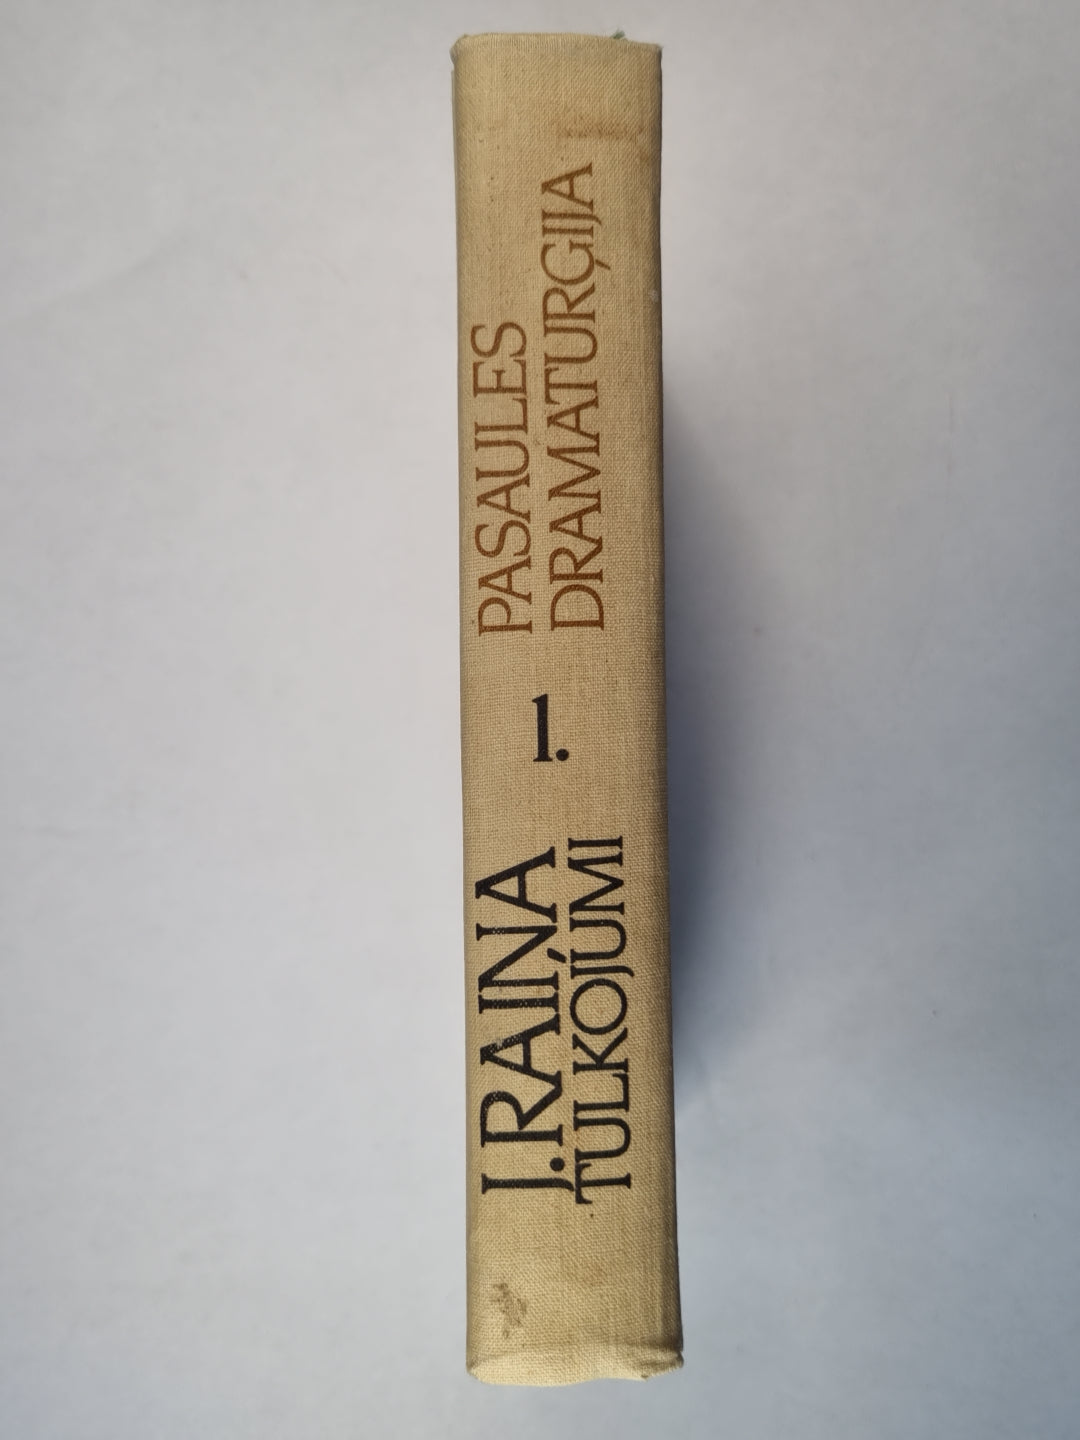 J. RAIŅA
TULKOJUMI
1.
PASAULES
DRAMATURĢIJA